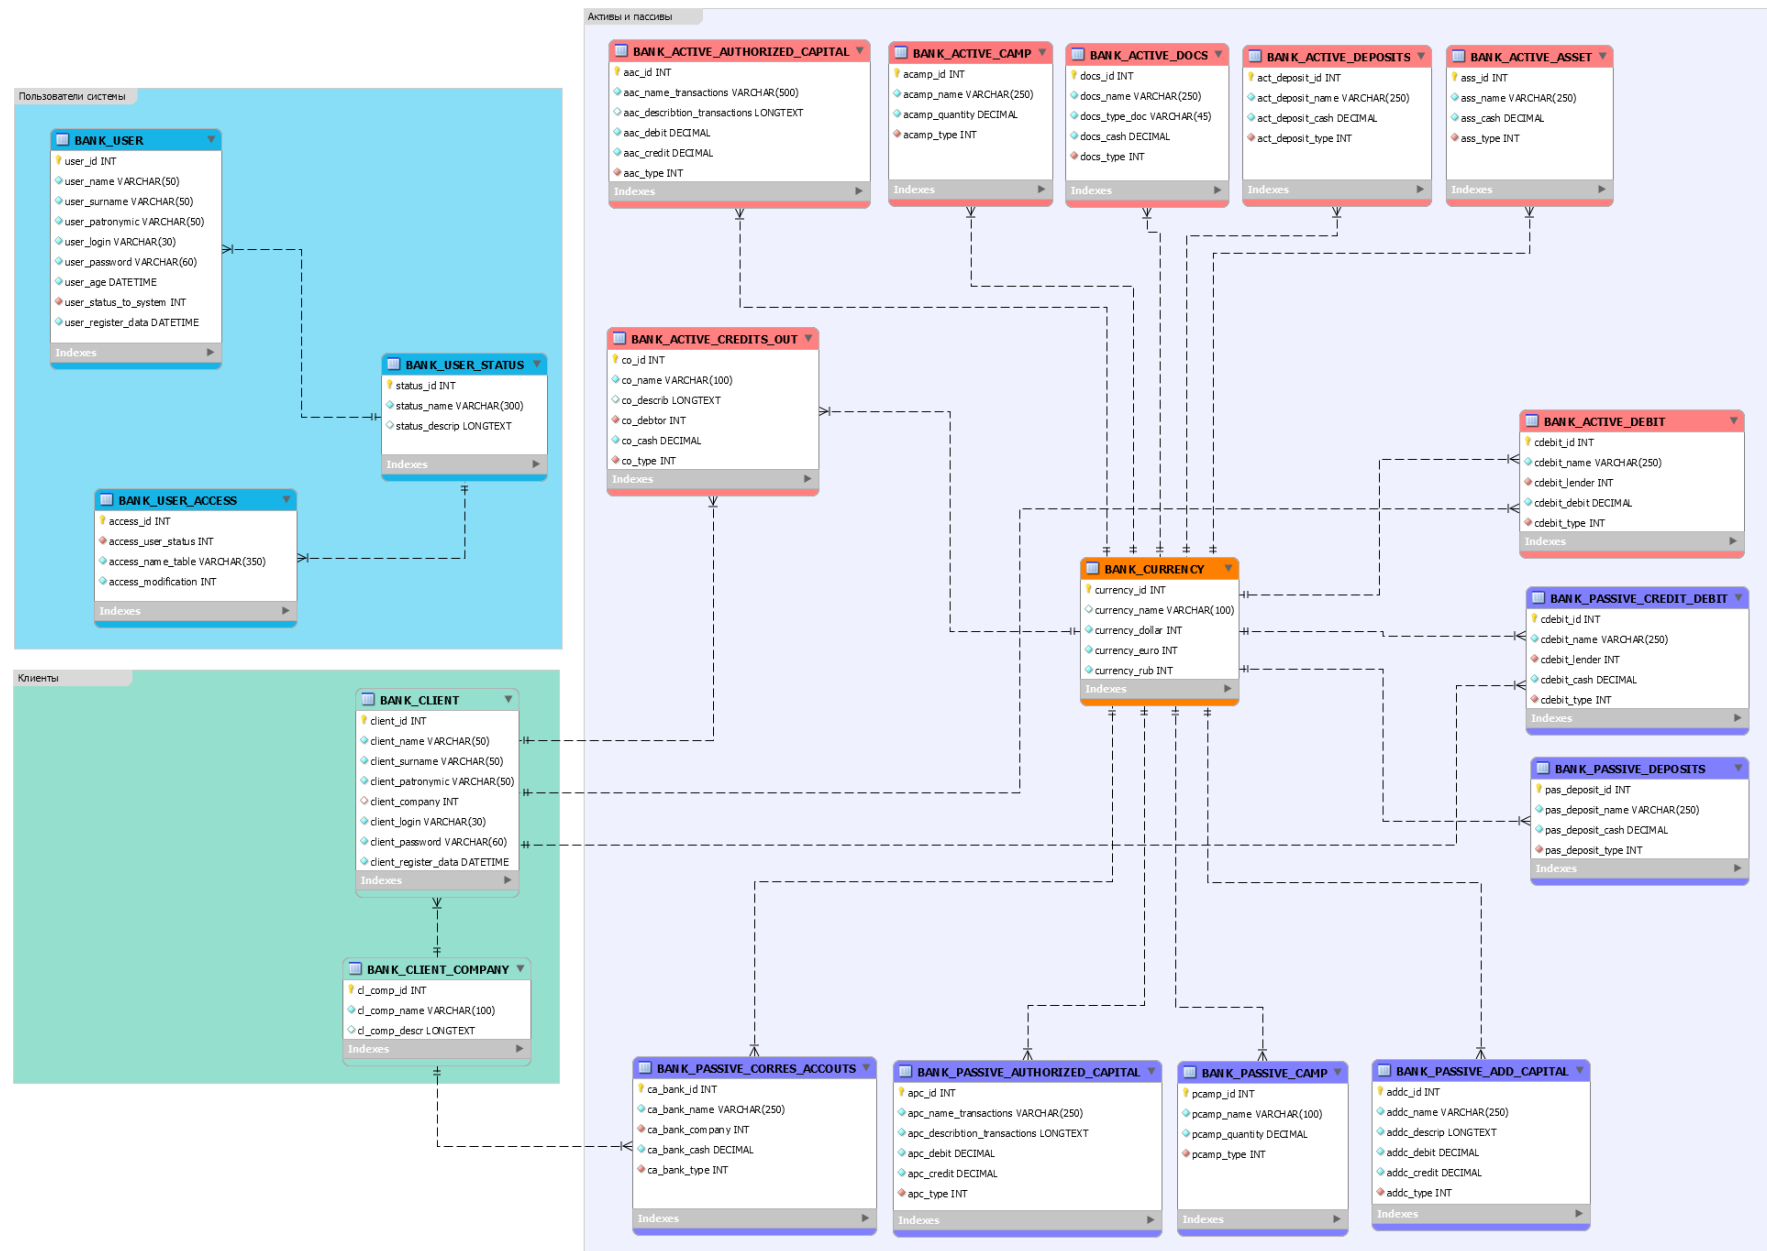 Пользователи системы
BANK_USER
user_id INT
user_name VARCHAR(50)
user_surname VARCHAR(50)
user_patronymic VARCHAR(50)
user_login VARCHAR(30)
user_password VARCHAR(60)
user_age DATETIME
user_status_to_system INT
user_register_data DATETIME
Indexes
BANK_USER_STATUS
status_id INT
status_name VARCHAR(300)
status_descrip LONGTEXT
Indexes
BANK_USER_ACCESS
access_id INT
access_user_status INT
access_name_table VARCHAR(350)
access_modification INT
Indexes
Клиенты
BANK_CLIENT
client_id INT
client_name VARCHAR(50)
client_surname VARCHAR(50)
client_patronymic VARCHAR(50)
client_company INT
client_login VARCHAR(30)
client_password VARCHAR(60)
client_register_data DATETIME
Indexes
BANK_CLIENT_COMPANY
cl_comp_id INT
cl_comp_name VARCHAR(100)
cl_comp_descr LONGTEXT
Indexes
Активы и пассивы
BANK_ACTIVE_AUTHORIZED_CAPITAL
aac_id INT
aac_name_transactions VARCHAR(500)
aac_describtion_transactions LONGTEXT
aac_debit DECIMAL
aac_credit DECIMAL
aac_type INT
Indexes
BANK_ACTIVE_CAMP
acamp_id INT
acamp_name VARCHAR(250)
acamp_quantity DECIMAL
acamp_type INT
Indexes
BANK_ACTIVE_DOCS
docs_id INT
docs_name VARCHAR(250)
docs_type_doc VARCHAR(45)
docs_cash DECIMAL
docs_type INT
Indexes
BANK_ACTIVE_DEPOSITS
act_deposit_id INT
act_deposit_name VARCHAR(250)
act_deposit_cash DECIMAL
act_deposit_type INT
Indexes
BANK_ACTIVE_ASSET
ass_id INT
ass_name VARCHAR(250)
ass_cash DECIMAL
ass_type INT
Indexes
BANK_ACTIVE_CREDITS_OUT
co_id INT
co_name VARCHAR(100)
co_describ LONGTEXT
co_debtor INT
co_cash DECIMAL
co_type INT
Indexes
BANK_ACTIVE_DEBIT
cdebit_id INT
cdebit_name VARCHAR(250)
cdebit_lender INT
cdebit_debit DECIMAL
cdebit_type INT
Indexes
BANK_CURRENCY
currency_id INT
currency_name VARCHAR(100)
currency_dollar INT
currency_euro INT
currency_rub INT
Indexes
BANK_PASSIVE_CREDIT_DEBIT
cdebit_id INT
cdebit_name VARCHAR(250)
cdebit_lender INT
cdebit_cash DECIMAL
cdebit_type INT
Indexes
BANK_PASSIVE_DEPOSITS
pas_deposit_id INT
pas_deposit_name VARCHAR(250)
pas_deposit_cash DECIMAL
pas_deposit_type INT
Indexes
BANK_PASSIVE_CORRES_ACCOUTS
ca_bank_id INT
ca_bank_name VARCHAR(250)
ca_bank_company INT
ca_bank_cash DECIMAL
ca_bank_type INT
Indexes
BANK_PASSIVE_AUTHORIZED_CAPITAL
apc_id INT
apc_name_transactions VARCHAR(250)
apc_describtion_transactions LONGTEXT
apc_debit DECIMAL
apc_credit DECIMAL
apc_type INT
Indexes
BANK_PASSIVE_CAMP
pcamp_id INT
pcamp_name VARCHAR(100)
pcamp_quantity DECIMAL
pcamp_type INT
Indexes
BANK_PASSIVE_ADD_CAPITAL
addc_id INT
addc_name VARCHAR(250)
addc_descrip LONGTEXT
addc_debit DECIMAL
addc_credit DECIMAL
addc_type INT
Indexes